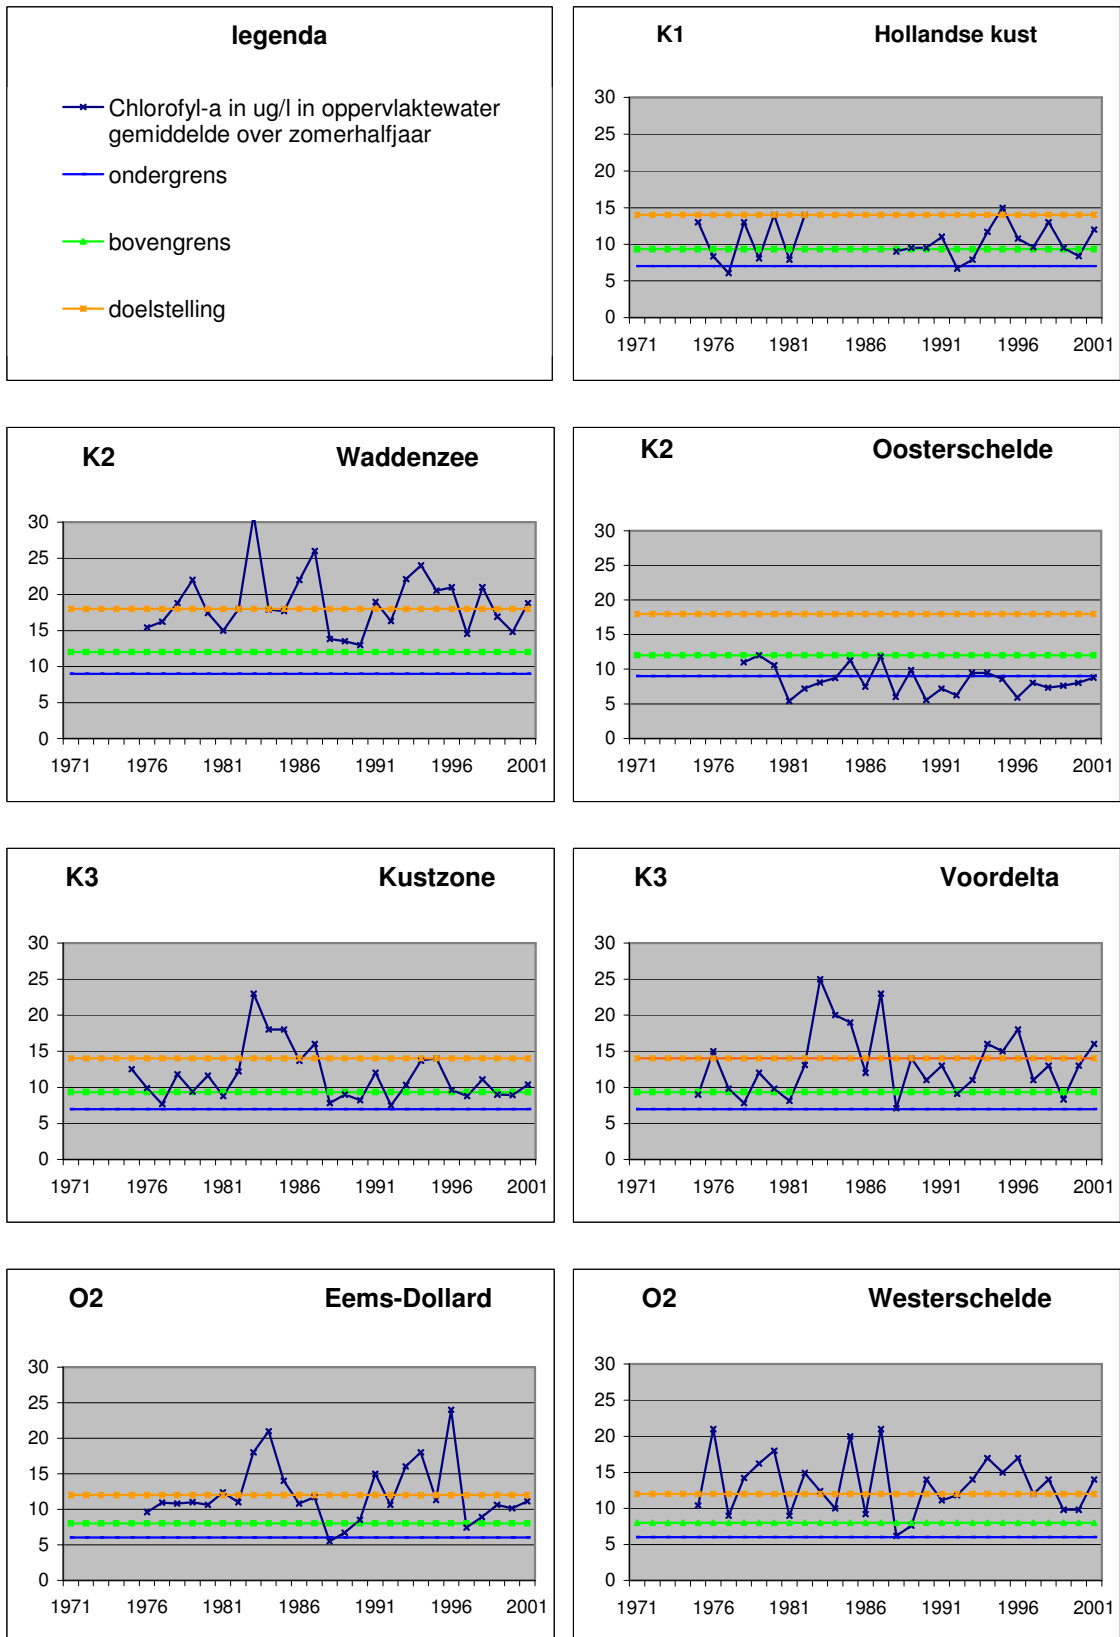 legenda
Chlorofyl-a in ug/l in oppervlaktewater
gemiddelde over zomerhalfjaar
ondergrens
bovengrens
doelstelling
K1 Hollandse kust
30
25
20
15
10
5
0
1971 1976 1981 1986 1991 1996 2001
K2 Waddenzee
30
25
20
15
10
5
0
1971 1976 1981 1986 1991 1996 2001
K2 Oosterschelde
30
25
20
15
10
5
0
1971 1976 1981 1986 1991 1996 2001
K3 Kustzone
30
25
20
15
10
5
0
1971 1976 1981 1986 1991 1996 2001
K3 Voordelta
30
25
20
15
10
5
0
1971 1976 1981 1986 1991 1996 2001
O2 Eems-Dollard
30
25
20
15
10
5
0
1971 1976 1981 1986 1991 1996 2001
O2 Westerschelde
30
25
20
15
10
5
0
1971 1976 1981 1986 1991 1996 2001